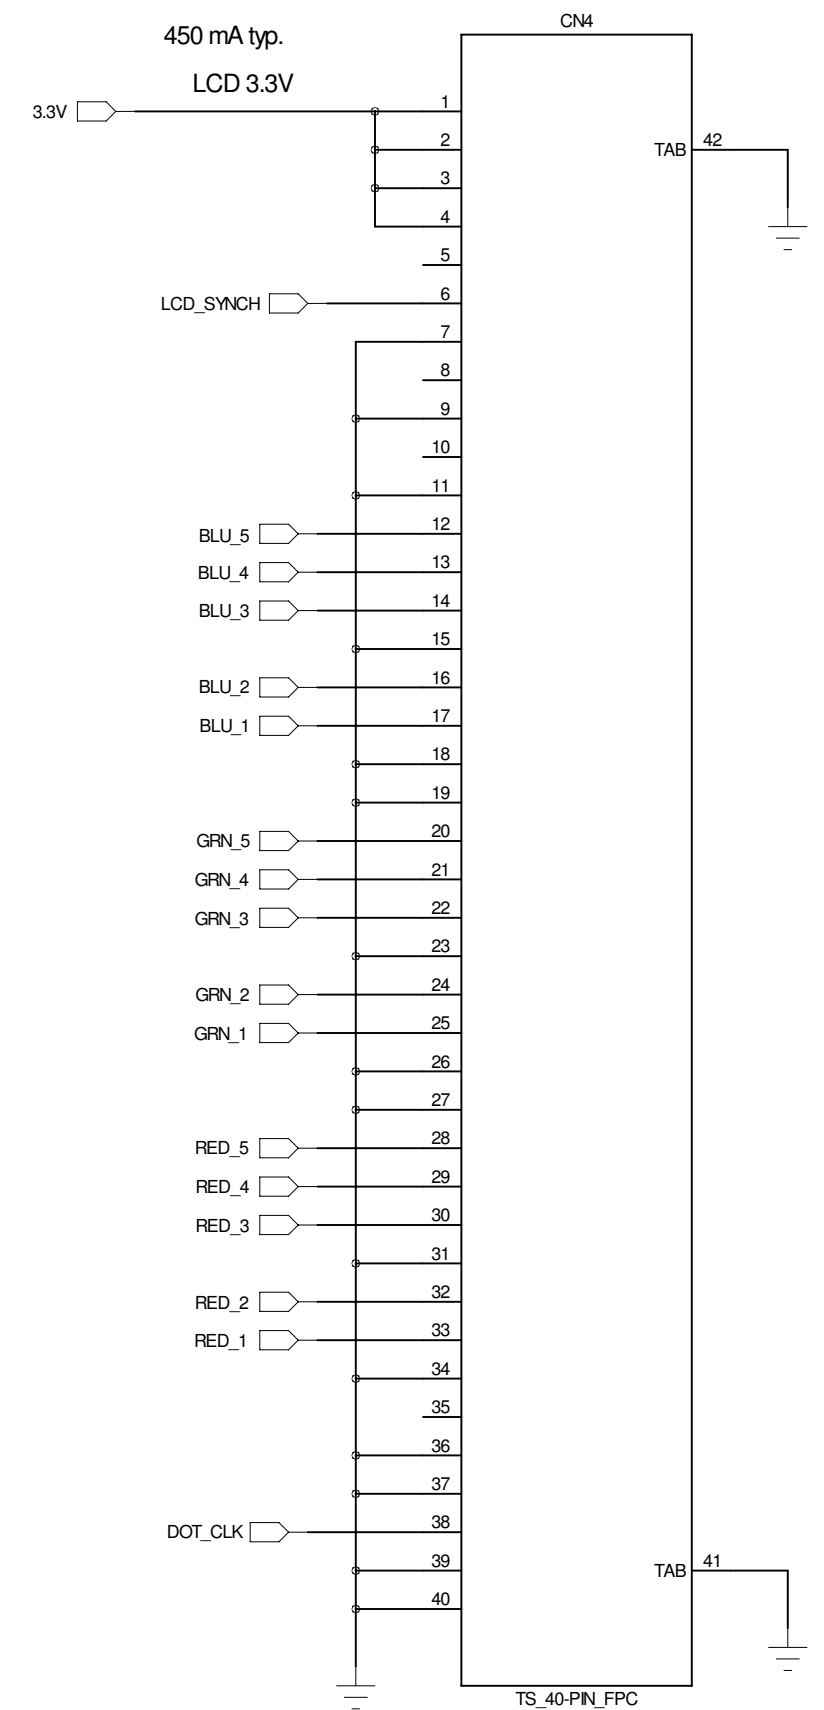 CN4
450 mA typ.
LCD 3.3V
3.3V
1
2
TAB 42
3
4
5
LCD_SYNCH 6
7
8
9
10
11
BLU_5 12
BLU_4 13
BLU_3 14
15
BLU_2 16
BLU_1 17
18
19
GRN_5 20
GRN_4 21
GRN_3 22
23
GRN_2 24
GRN_1 25
26
27
RED_5 28
RED_4 29
RED_3 30
31
RED_2 32
RED_1 33
34
35
36
37
DOT_CLK 38
39
TAB 41
40
TS_40-PIN_FPC